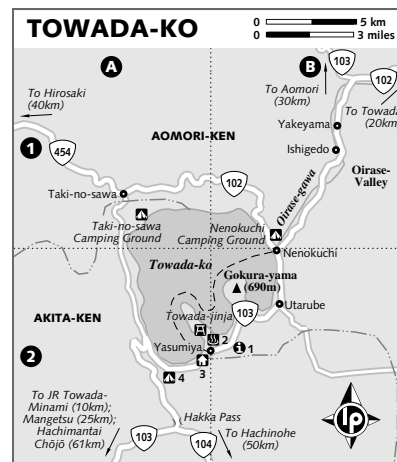 TOWADA-KO
0 5 km
0 3 miles
A
B
103
102
To Hirosaki
(40km)
To Aomori
(30km)
To Towada
(20km)
Yakeyama
AOMORI-KEN
1
Ishigedo
454
Oirase-
Valley
102
Taki-no-sawa
Oirase-gawa
Taki-no-sawa
Camping Ground
Nenokuchi
Camping Ground
Nenokuchi
Towada-ko
Gokura-yama
(690m)
Utarube
Towada-jinja
103
AKITA-KEN
2
2
Yasumiya
1
3
4
To JR Towada-
Minami (10km);
Mangetsu (25km);
Hachimantai
Chōjō (61km)
Hakka Pass
103
104
To Hachinohe
(50km)
lp